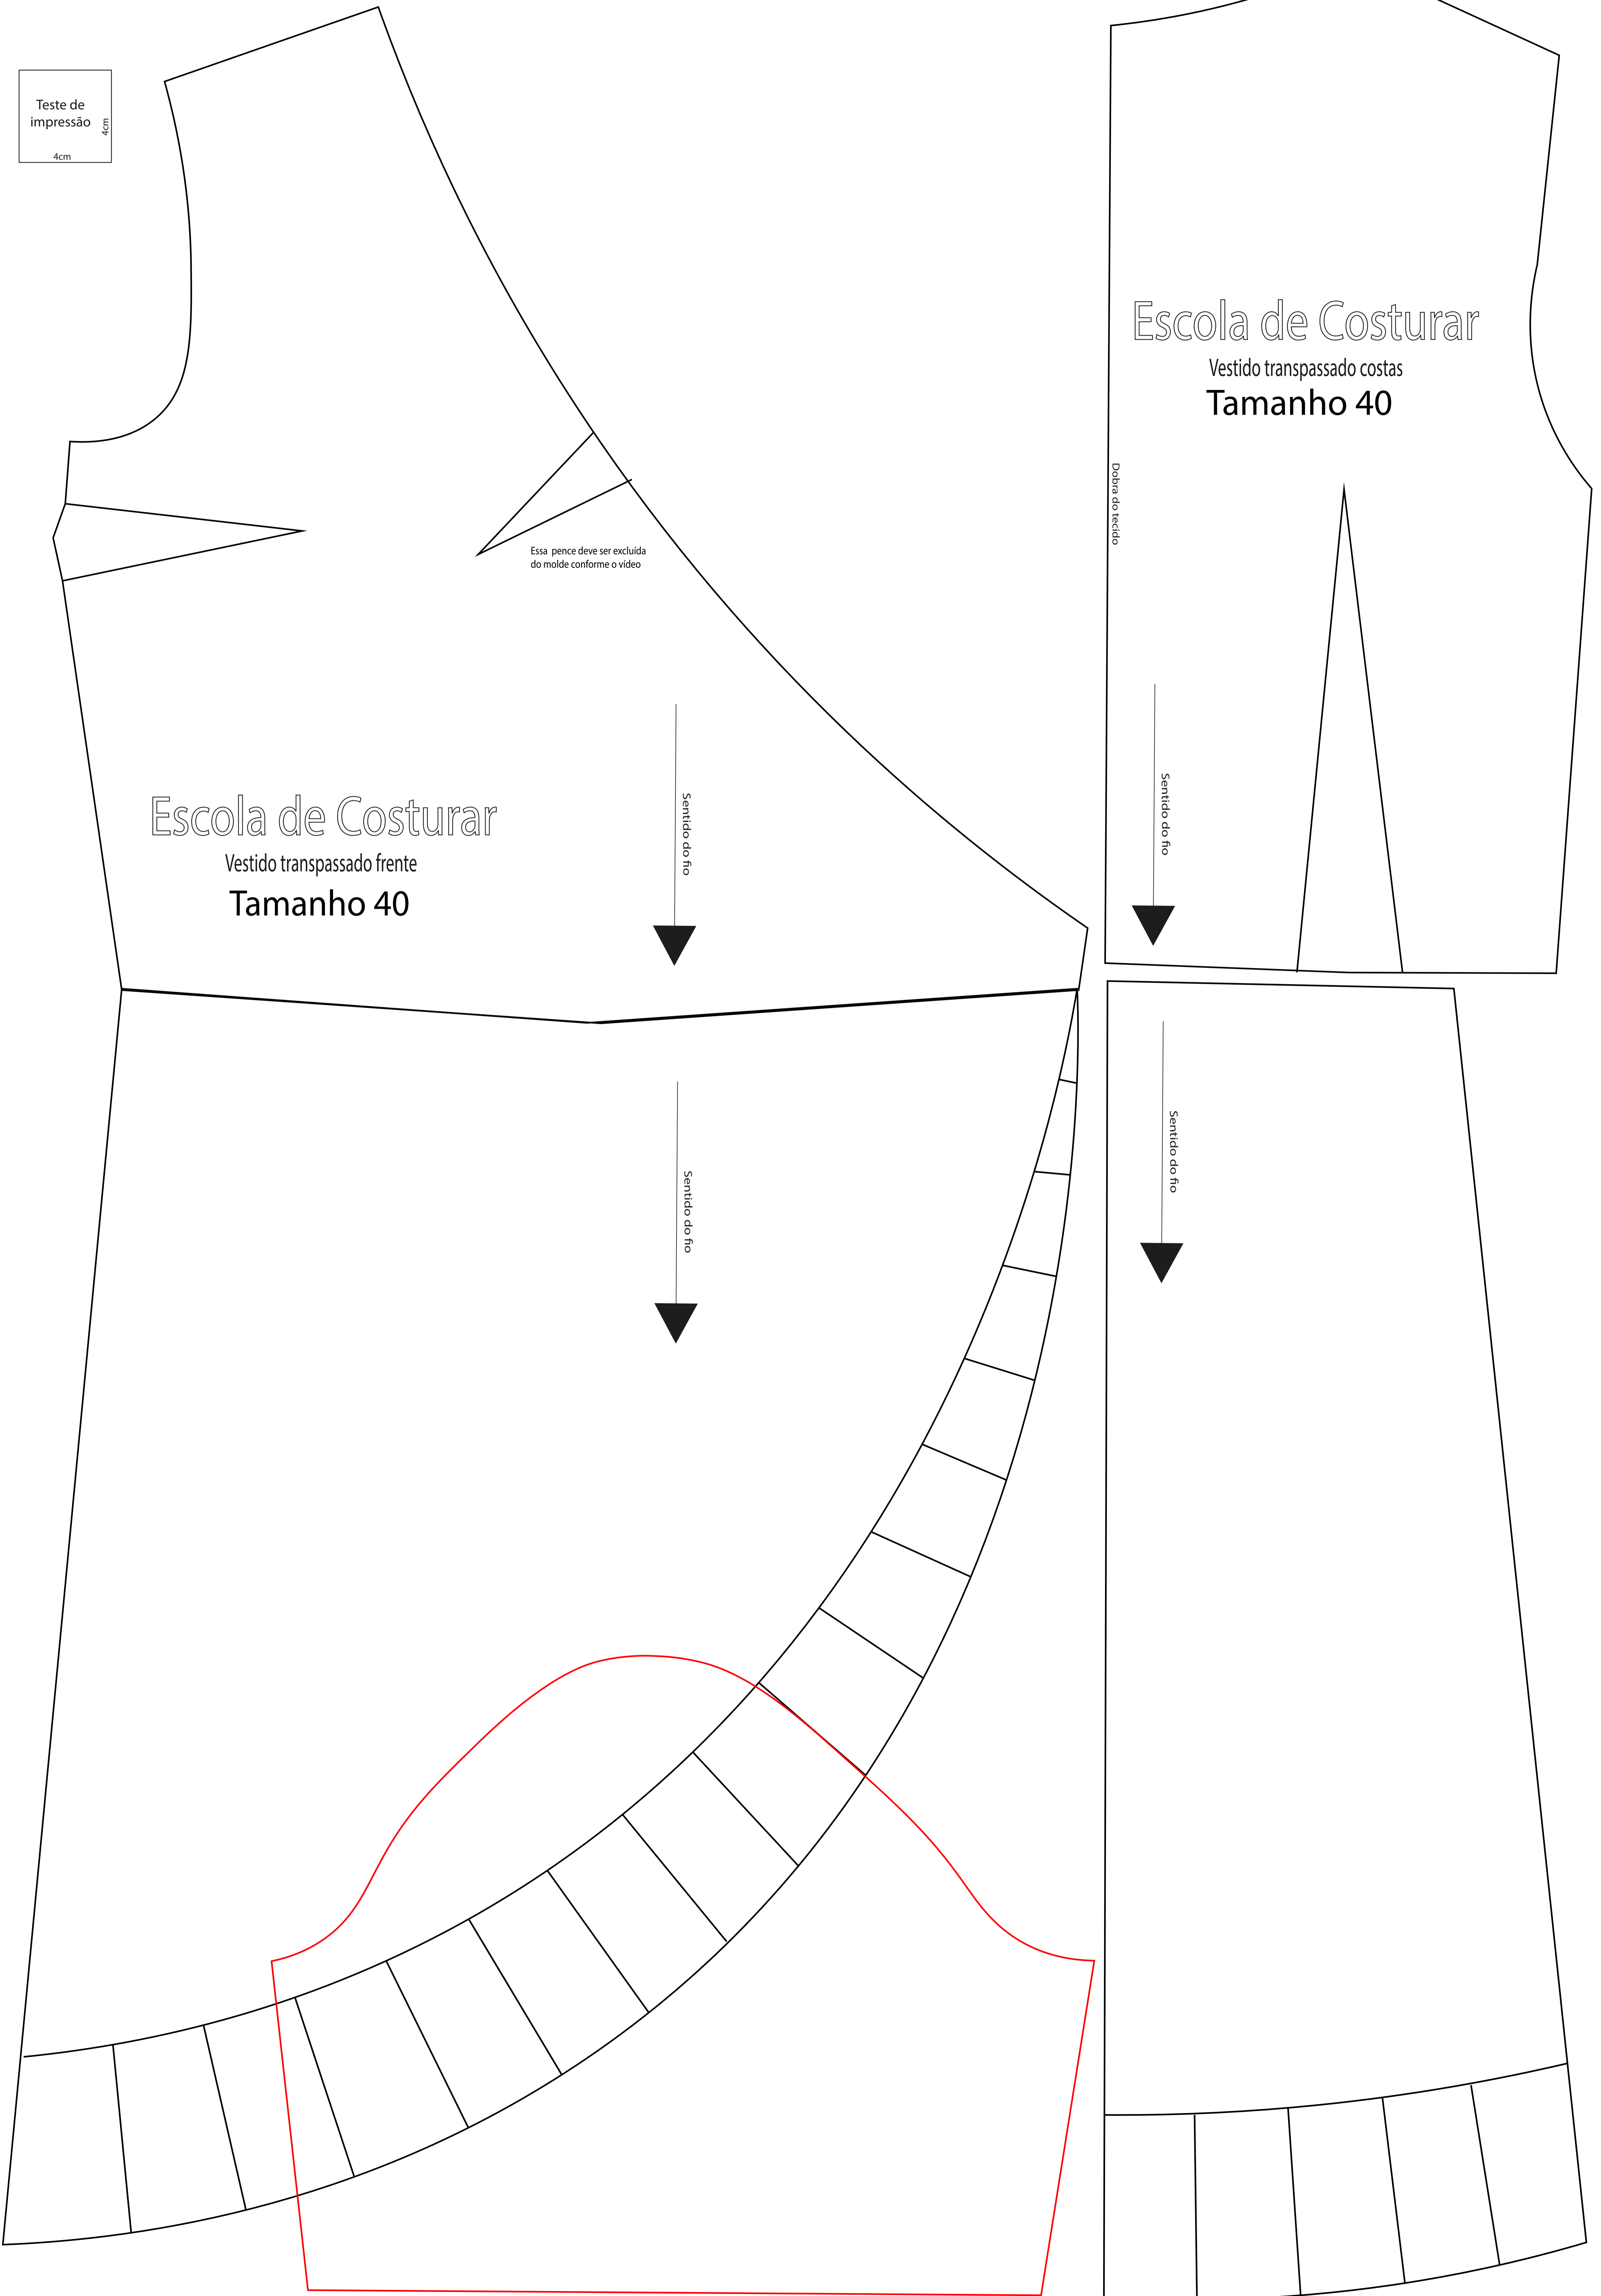 Teste de
impressão
4cm
4cm
Essa pence deve ser excluída
do molde conforme o vídeo
Escola de Costurar
Vestido transpassado frente
Tamanho 40
Sentido do fio
Sentido do fio
Escola de Costurar
Vestido transpassado costas
Tamanho 40
Dobra do tecido
Sentido do fio
Sentido do fio